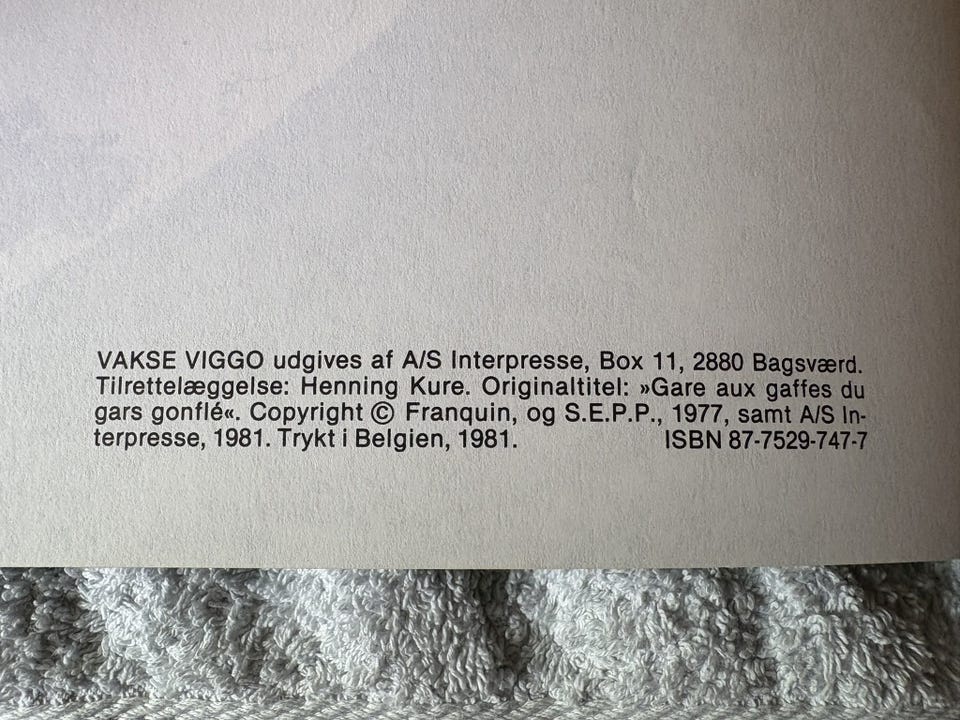 VAKSE VIGGO udgives af A/S Interpresse, Box 11, 2880 Bagsværd.
Tilrettelæggelse: Henning Kure. Originaltitel: »Gare aux gaffes du
gars gonflé«. Copyright © Franquin, og S.E.P.P., 1977, samt A/S In-
terpresse, 1981. Trykt i Belgien, 1981. ISBN 87-7529-747-7